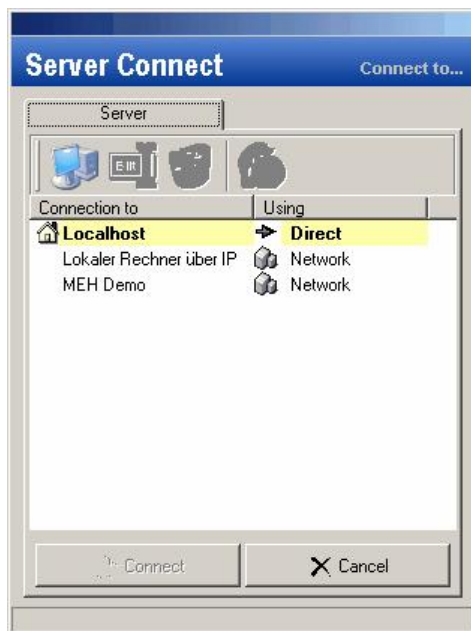 Server Connect
Connect to...
Server
Connection to Using
Localhost Direct
Lokaler Rechner über IP Network
MEH Demo Network
Connect
Cancel